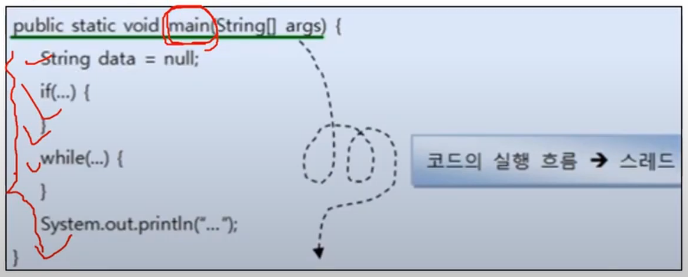 public static void main(String[] args) {
String data = null;
if(...) {
}
while(...) {
}
System.out.println("...");
}
코드의 실행 흐름 → 스레드